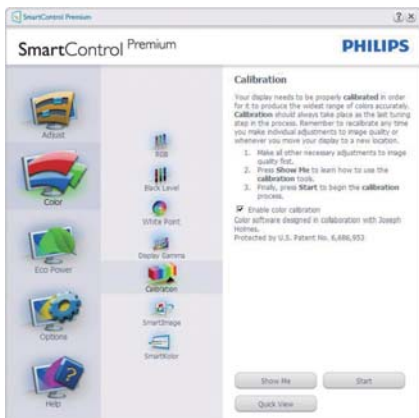 SmartControl Premium
SmartControl Premium
PHILIPS
Adjust
Color
Eco Power
Options
Help
RGB
Black Level
White Point
Display Gamma
Calibration
SmartImage
SmartKolor
Calibration
Your display needs to be properly calibrated in order
for it to produce the widest range of colors accurately.
Calibration should always take place as the last tuning
step in the process. Remember to recalibrate any time
you make individual adjustments to image quality or
whenever you move your display to a new location.
1. Make all other necessary adjustments to image
quality first.
2. Press Show Me to learn how to use the
calibration tools.
3. Finally, press Start to begin the calibration
process.
Enable color calibration
Color software designed in collaboration with Joseph
Holmes.
Protected by U.S. Patent No. 6,686,953
Show Me
Start
Quick View